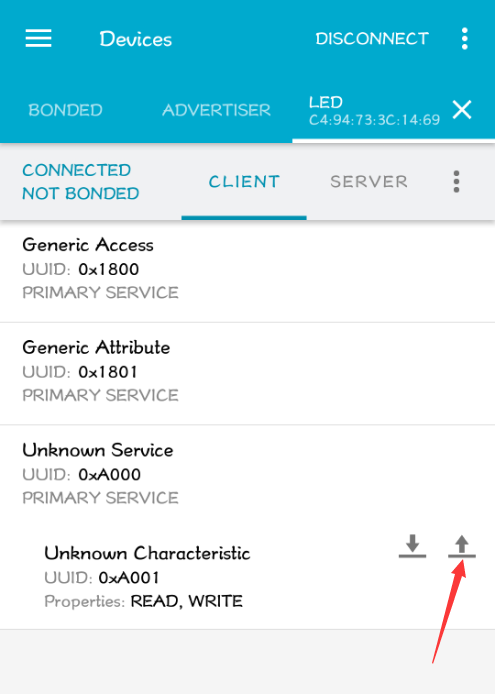 Devices
DISCONNECT
BONDED
ADVERTISER
LED
C4:94:73:3C:14:69
CONNECTED
NOT BONDED
CLIENT
SERVER
Generic Access
UUID: 0x1800
PRIMARY SERVICE
Generic Attribute
UUID: 0x1801
PRIMARY SERVICE
Unknown Service
UUID: 0xA000
PRIMARY SERVICE
Unknown Characteristic
UUID: 0xA001
Properties: READ, WRITE